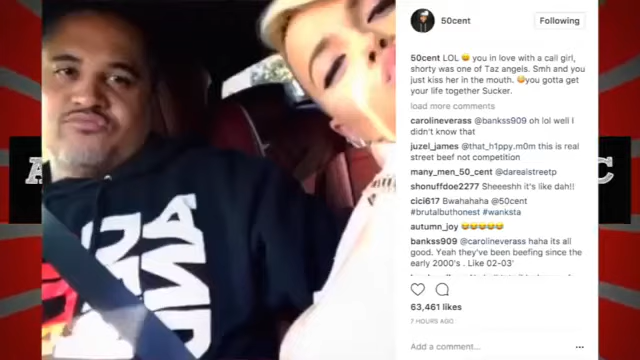 50cent
Following
50cent LOL 😄 you in love with a call girl,
shorty was one of Taz angels. Smh and you
just kiss her in the mouth. 😄you gotta get
your life together Sucker.
load more comments
carolineverass @bankss909 oh lol well I
didn't know that
juzel_james @that_h1ppy.m0m this is real
street beef not competition
many_men_50_cent @darealstreetp
shonuffdoe2277 Sheeeshh it's like dah!!
cici617 Bwahahaha @50cent
#brutalbuthonest #wanksta
autumn_joy 😂😂😂😂😂
bankss909 @carolineverass haha its all
good. Yeah they've been beefing since the
early 2000's . Like 02-03'
63,461 likes
7 HOURS AGO
Add a comment...
A
C